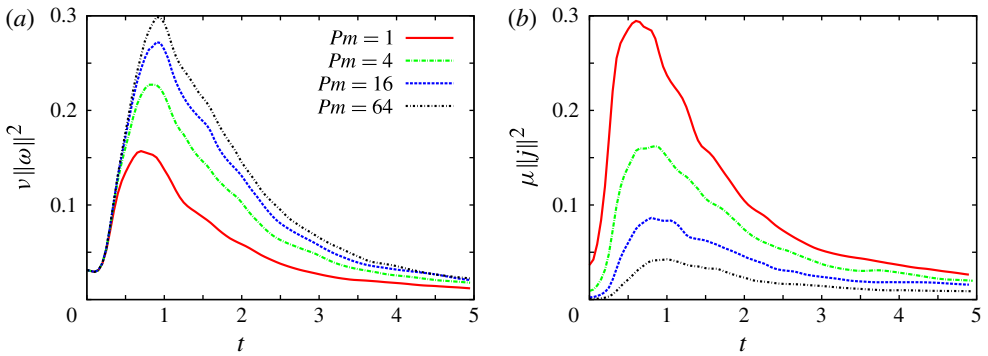 (a)
0.3
0.2
0.1
0 1 2 3 4 5
t
ν‖ω‖²
Pm = 1
Pm = 4
Pm = 16
Pm = 64
(b)
0.3
0.2
0.1
0 1 2 3 4 5
t
μ‖j‖²